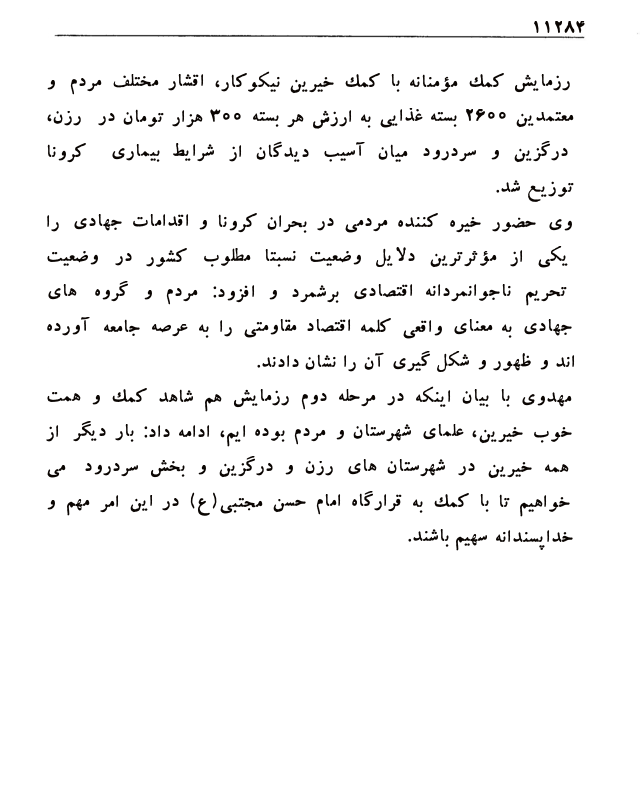 ۱۱۲۸۴
رزمایش کمك مؤمنانه با کمك خیرین نیکوکار، اقشار مختلف مردم و
معتمدین ۲۶۰۰ بسته غذایی به ارزش هر بسته ۳۰۰ هزار تومان در رزن،
درگزین و سردرود میان آسیب دیدگان از شرایط بیماری کرونا
توزیع شد.
وی حضور خیره کننده مردمی در بحران کرونا و اقدامات جهادی را
یکی از مؤثرترین دلایل وضعیت نسبتا مطلوب کشور در وضعیت
تحریم ناجوانمردانه اقتصادی برشمرد و افزود: مردم و گروه های
جهادی به معنای واقعی کلمه اقتصاد مقاومتی را به عرصه جامعه آورده
اند و ظهور و شکل گیری آن را نشان دادند.
مهدوی با بیان اینکه در مرحله دوم رزمایش هم شاهد کمك و همت
خوب خیرین، علمای شهرستان و مردم بوده ایم، ادامه داد: بار دیگر از
همه خیرین در شهرستان های رزن و درگزین و بخش سردرود می
خواهیم تا با کمك به قرارگاه امام حسن مجتبی(ع) در این امر مهم و
خداپسندانه سهیم باشند.